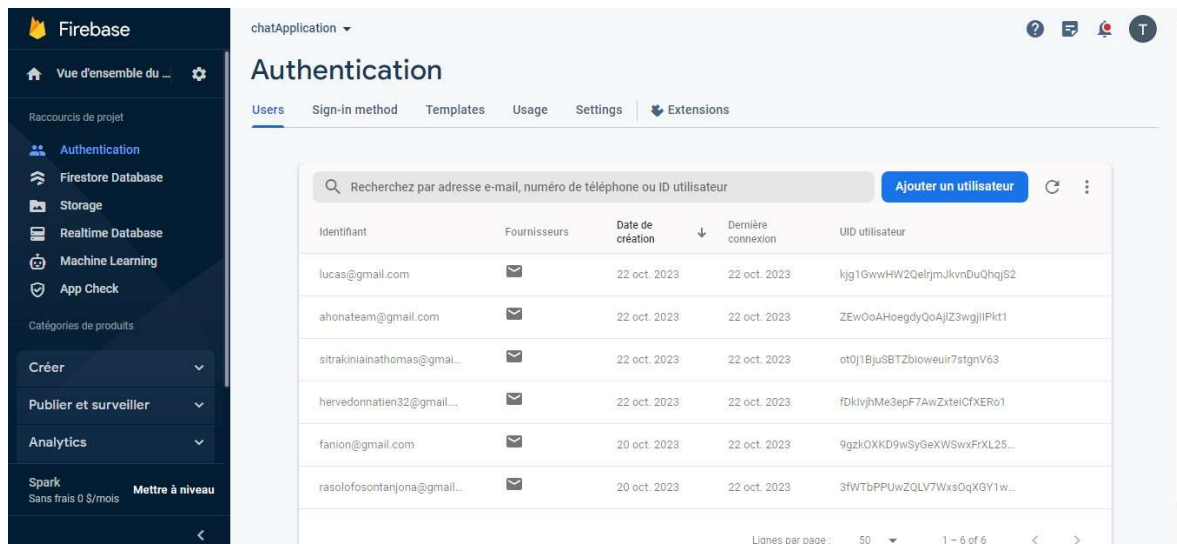 Firebase
Vue d'ensemble du ...
Raccourcis de projet
Authentication
Firestore Database
Storage
Realtime Database
Machine Learning
App Check
Catégories de produits
Créer
Publier et surveiller
Analytics
Spark
Sans frais 0 $/mois
Mettre à niveau
chatApplication
T
Authentication
Users Sign-in method Templates Usage Settings Extensions
Recherchez par adresse e-mail, numéro de téléphone ou ID utilisateur
Ajouter un utilisateur
Identifiant Fournisseurs Date de création Dernière connexion UID utilisateur
lucas@gmail.com 22 oct. 2023 22 oct. 2023 kjg1GwwHW2QelrjmJkvnDuQhqjS2
ahonateam@gmail.com 22 oct. 2023 22 oct. 2023 ZEwOoAHoegdyQoAjlZ3wgjIIPkt1
sitrakiniainathomas@gmai... 22 oct. 2023 22 oct. 2023 ot0j1BjuSBTZbioweuir7stgnV63
hervedonnatien32@gmail.... 22 oct. 2023 22 oct. 2023 fDkIvjhMe3epF7AwZxteiCfXERo1
fanion@gmail.com 20 oct. 2023 22 oct. 2023 9gzkOXKD9wSyGeXWSwxFrXL25...
rasolofosontanjona@gmail... 20 oct. 2023 22 oct. 2023 3fWTbPPUwZQLV7WxsOqXGY1w...
Lignes par page : 50 1 – 6 of 6